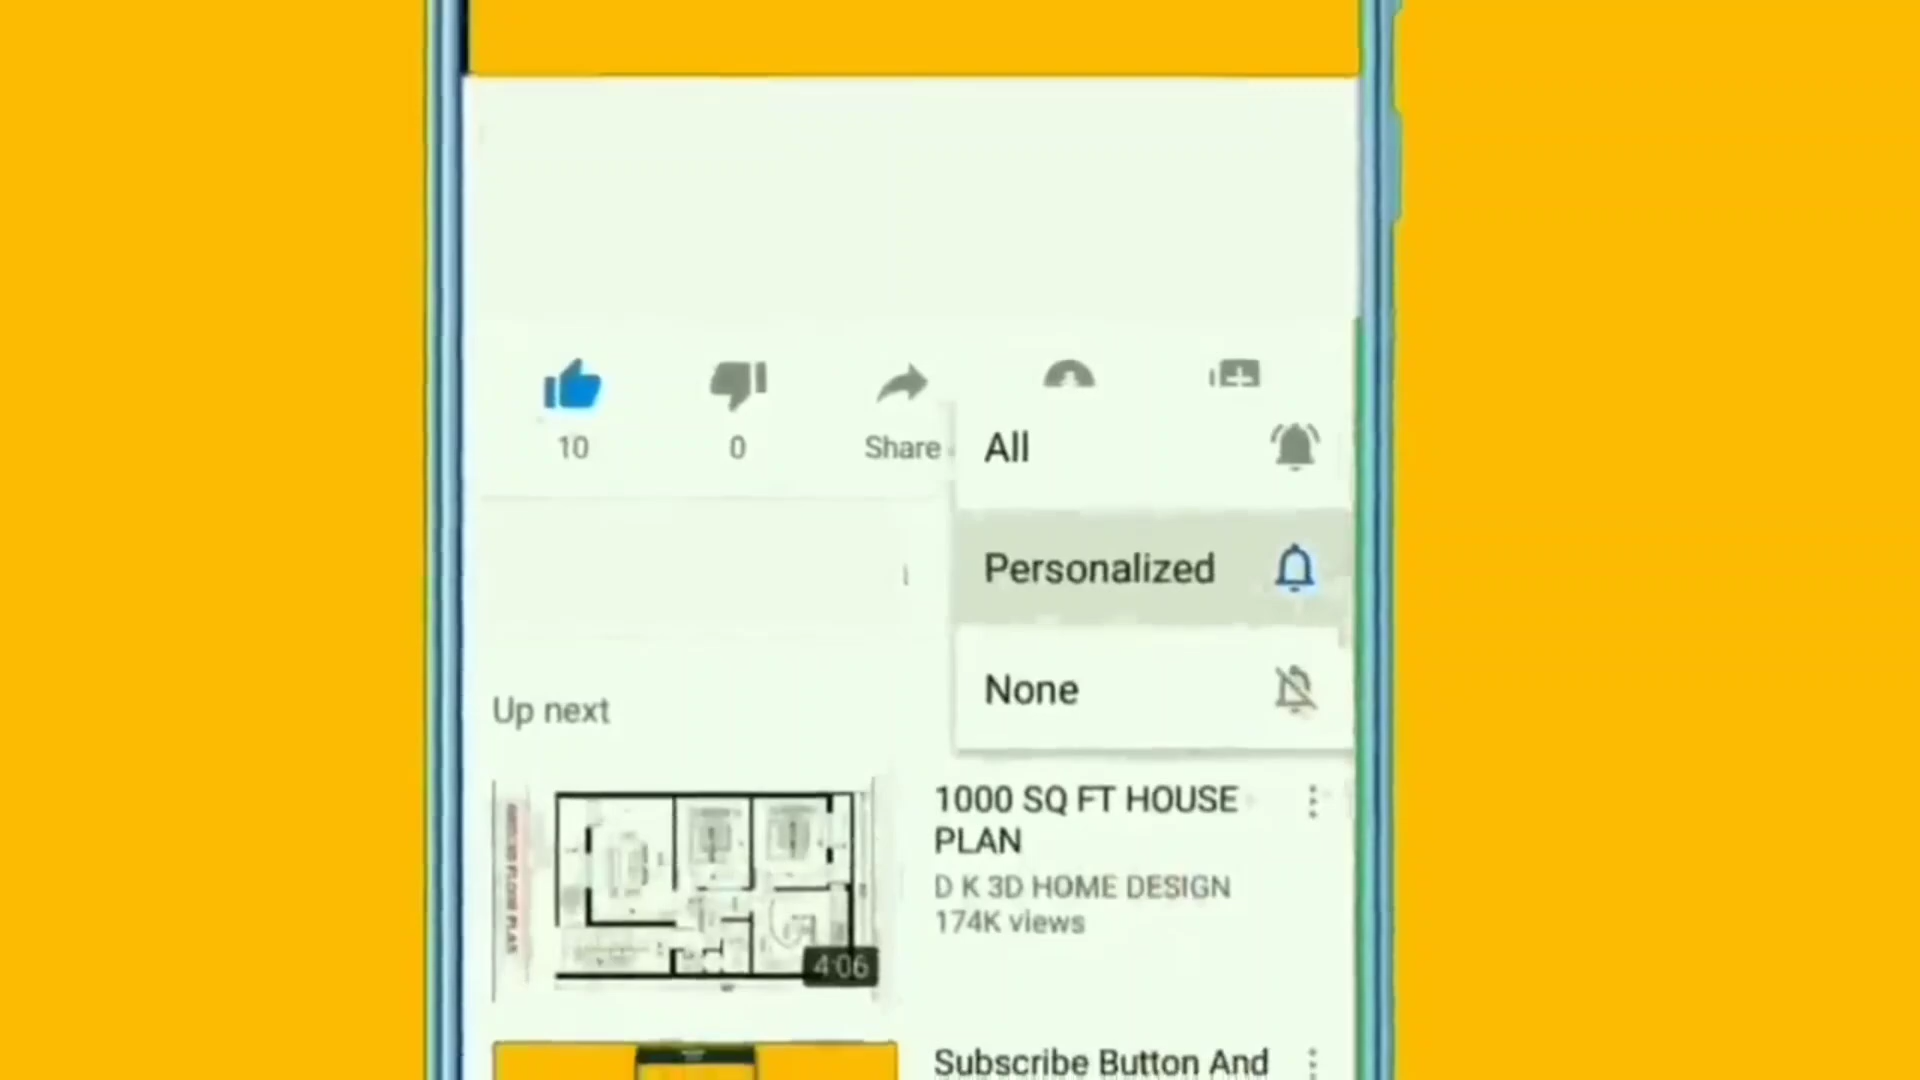 10
0
Share
All
Personalized
None
Up next
4:06
1000 SQ FT HOUSE
PLAN
D K 3D HOME DESIGN
174K views
Subscribe Button And